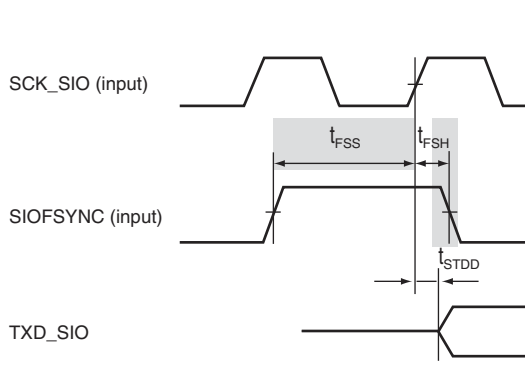 SCK_SIO (input)
tFSS
tFSH
SIOFSYNC (input)
tSTDD
TXD_SIO